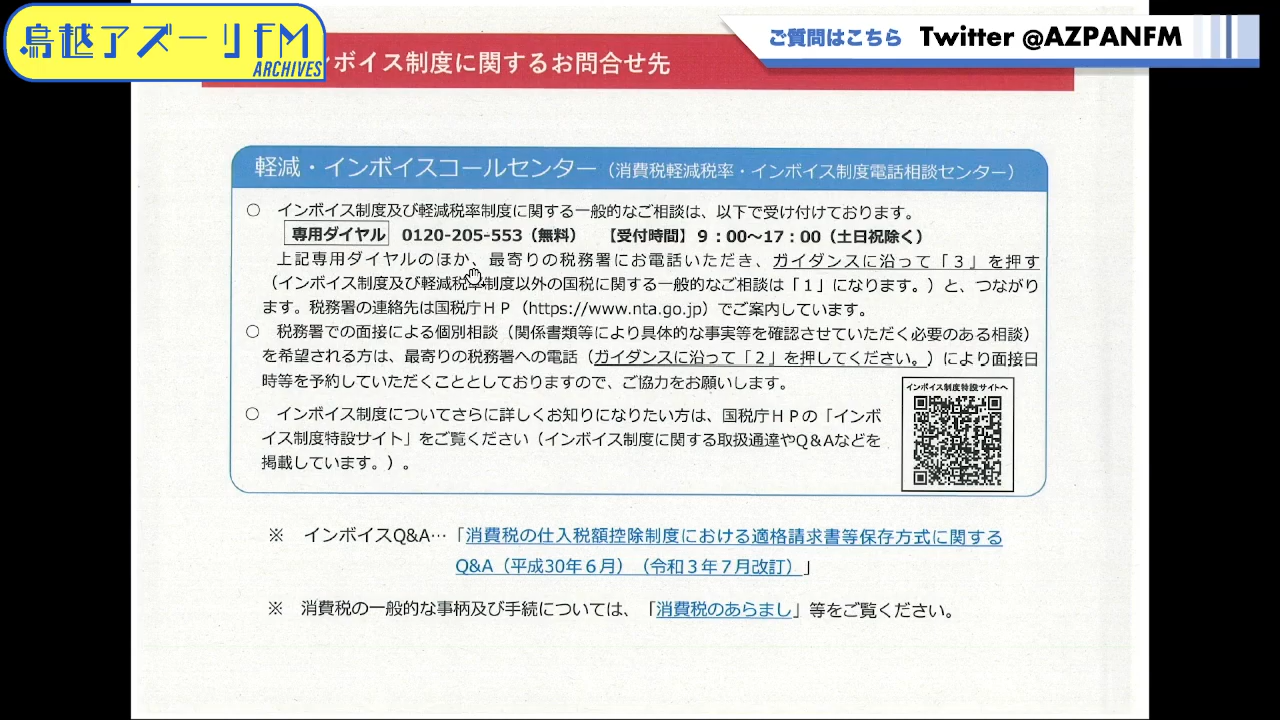 鳥越アズーリFM
ARCHIVES
ご質問はこちら Twitter @AZPANFM
ボイス制度に関するお問合せ先
軽減・インボイスコールセンター（消費税軽減税率・インボイス制度電話相談センター）
○ インボイス制度及び軽減税率制度に関する一般的なご相談は、以下で受け付けております。
専用ダイヤル 0120-205-553（無料） 【受付時間】９：00～17：00（土日祝除く）
上記専用ダイヤルのほか、最寄りの税務署にお電話いただき、ガイダンスに沿って「３」を押す
（インボイス制度及び軽減税率制度以外の国税に関する一般的なご相談は「１」になります。）と、つながり
ます。税務署の連絡先は国税庁ＨＰ（https://www.nta.go.jp）でご案内しています。
○ 税務署での面接による個別相談（関係書類等により具体的な事実等を確認させていただく必要のある相談）
を希望される方は、最寄りの税務署への電話（ガイダンスに沿って「２」を押してください。）により面接日
時等を予約していただくこととしておりますので、ご協力をお願いします。
インボイス制度特設サイトへ
○ インボイス制度についてさらに詳しくお知りになりたい方は、国税庁ＨＰの「インボ
イス制度特設サイト」をご覧ください（インボイス制度に関する取扱通達やQ&Aなどを
掲載しています。）。
※ インボイスQ&A…「消費税の仕入税額控除制度における適格請求書等保存方式に関する
Q&A（平成30年６月）（令和３年７月改訂）」
※ 消費税の一般的な事柄及び手続については、「消費税のあらまし」等をご覧ください。